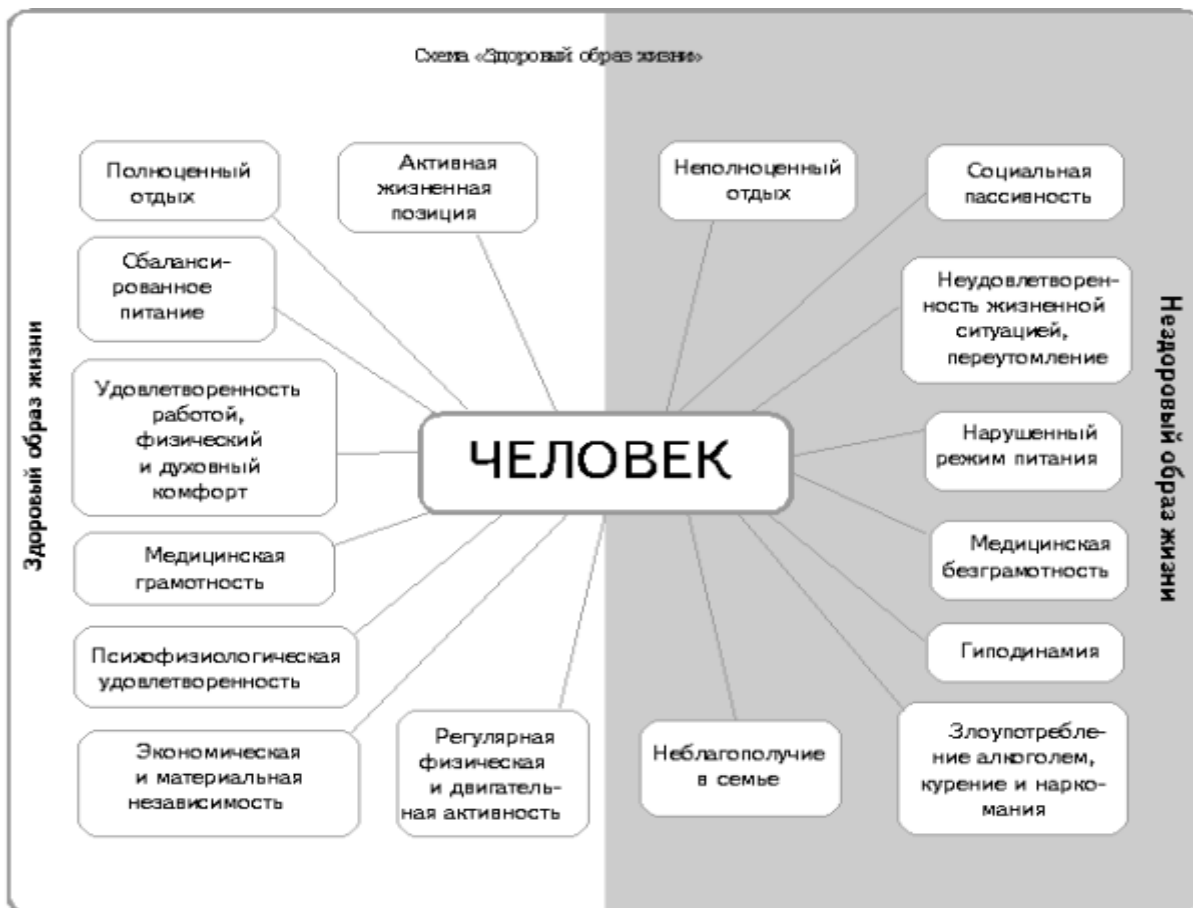 Схема «Здоровый образ жизни»
Полноценный
отдых
Активная
жизненная
позиция
Неполноценный
отдых
Социальная
пассивность
Сбаланси-
рованное
питание
Неудовлетворен-
ность жизненной
ситуацией,
переутомление
Здоровый образ жизни
Удовлетворенность
работой,
физический
и духовный
комфорт
ЧЕЛОВЕК
Нарушенный
режим питания
Нездоровый образ жизни
Медицинская
грамотность
Медицинская
безграмотность
Психофизиологическая
удовлетворенность
Гиподинамия
Экономическая
и материальная
независимость
Регулярная
физическая
и двигатель-
ная активность
Неблагополучие
в семье
Злоупотребле-
ние алкоголем,
курение и нарко-
мания